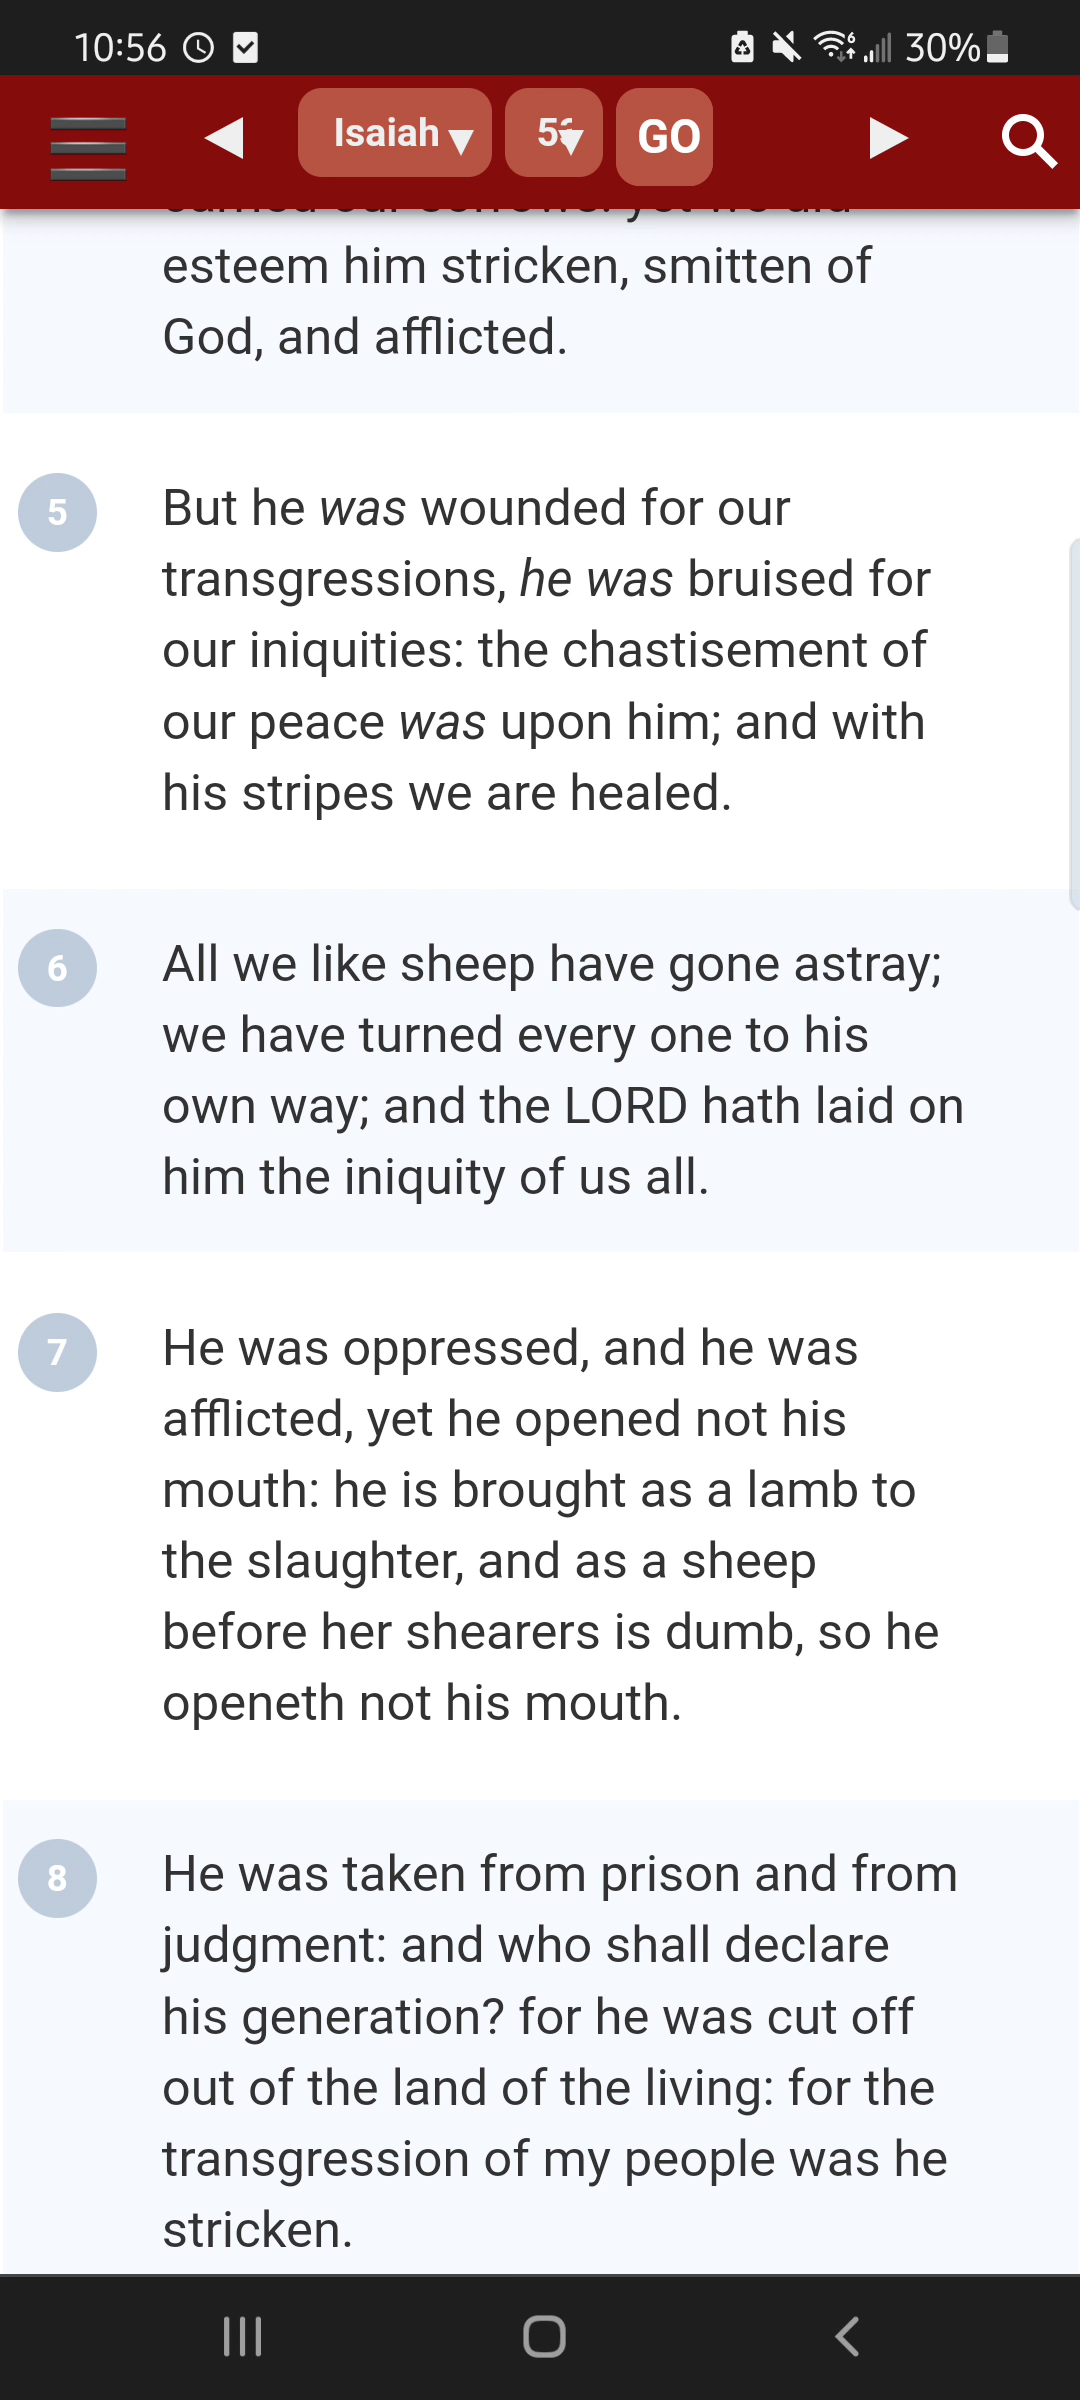 10:56
6
30%
Isaiah
GO
esteem him stricken, smitten of
God, and afflicted.
5
But he was wounded for our
transgressions, he was bruised for
our iniquities: the chastisement of
our peace was upon him; and with
his stripes we are healed.
6
All we like sheep have gone astray;
we have turned every one to his
own way; and the LORD hath laid on
him the iniquity of us all.
7
He was oppressed, and he was
afflicted, yet he opened not his
mouth: he is brought as a lamb to
the slaughter, and as a sheep
before her shearers is dumb, so he
openeth not his mouth.
8
He was taken from prison and from
judgment: and who shall declare
his generation? for he was cut off
out of the land of the living: for the
transgression of my people was he
stricken.